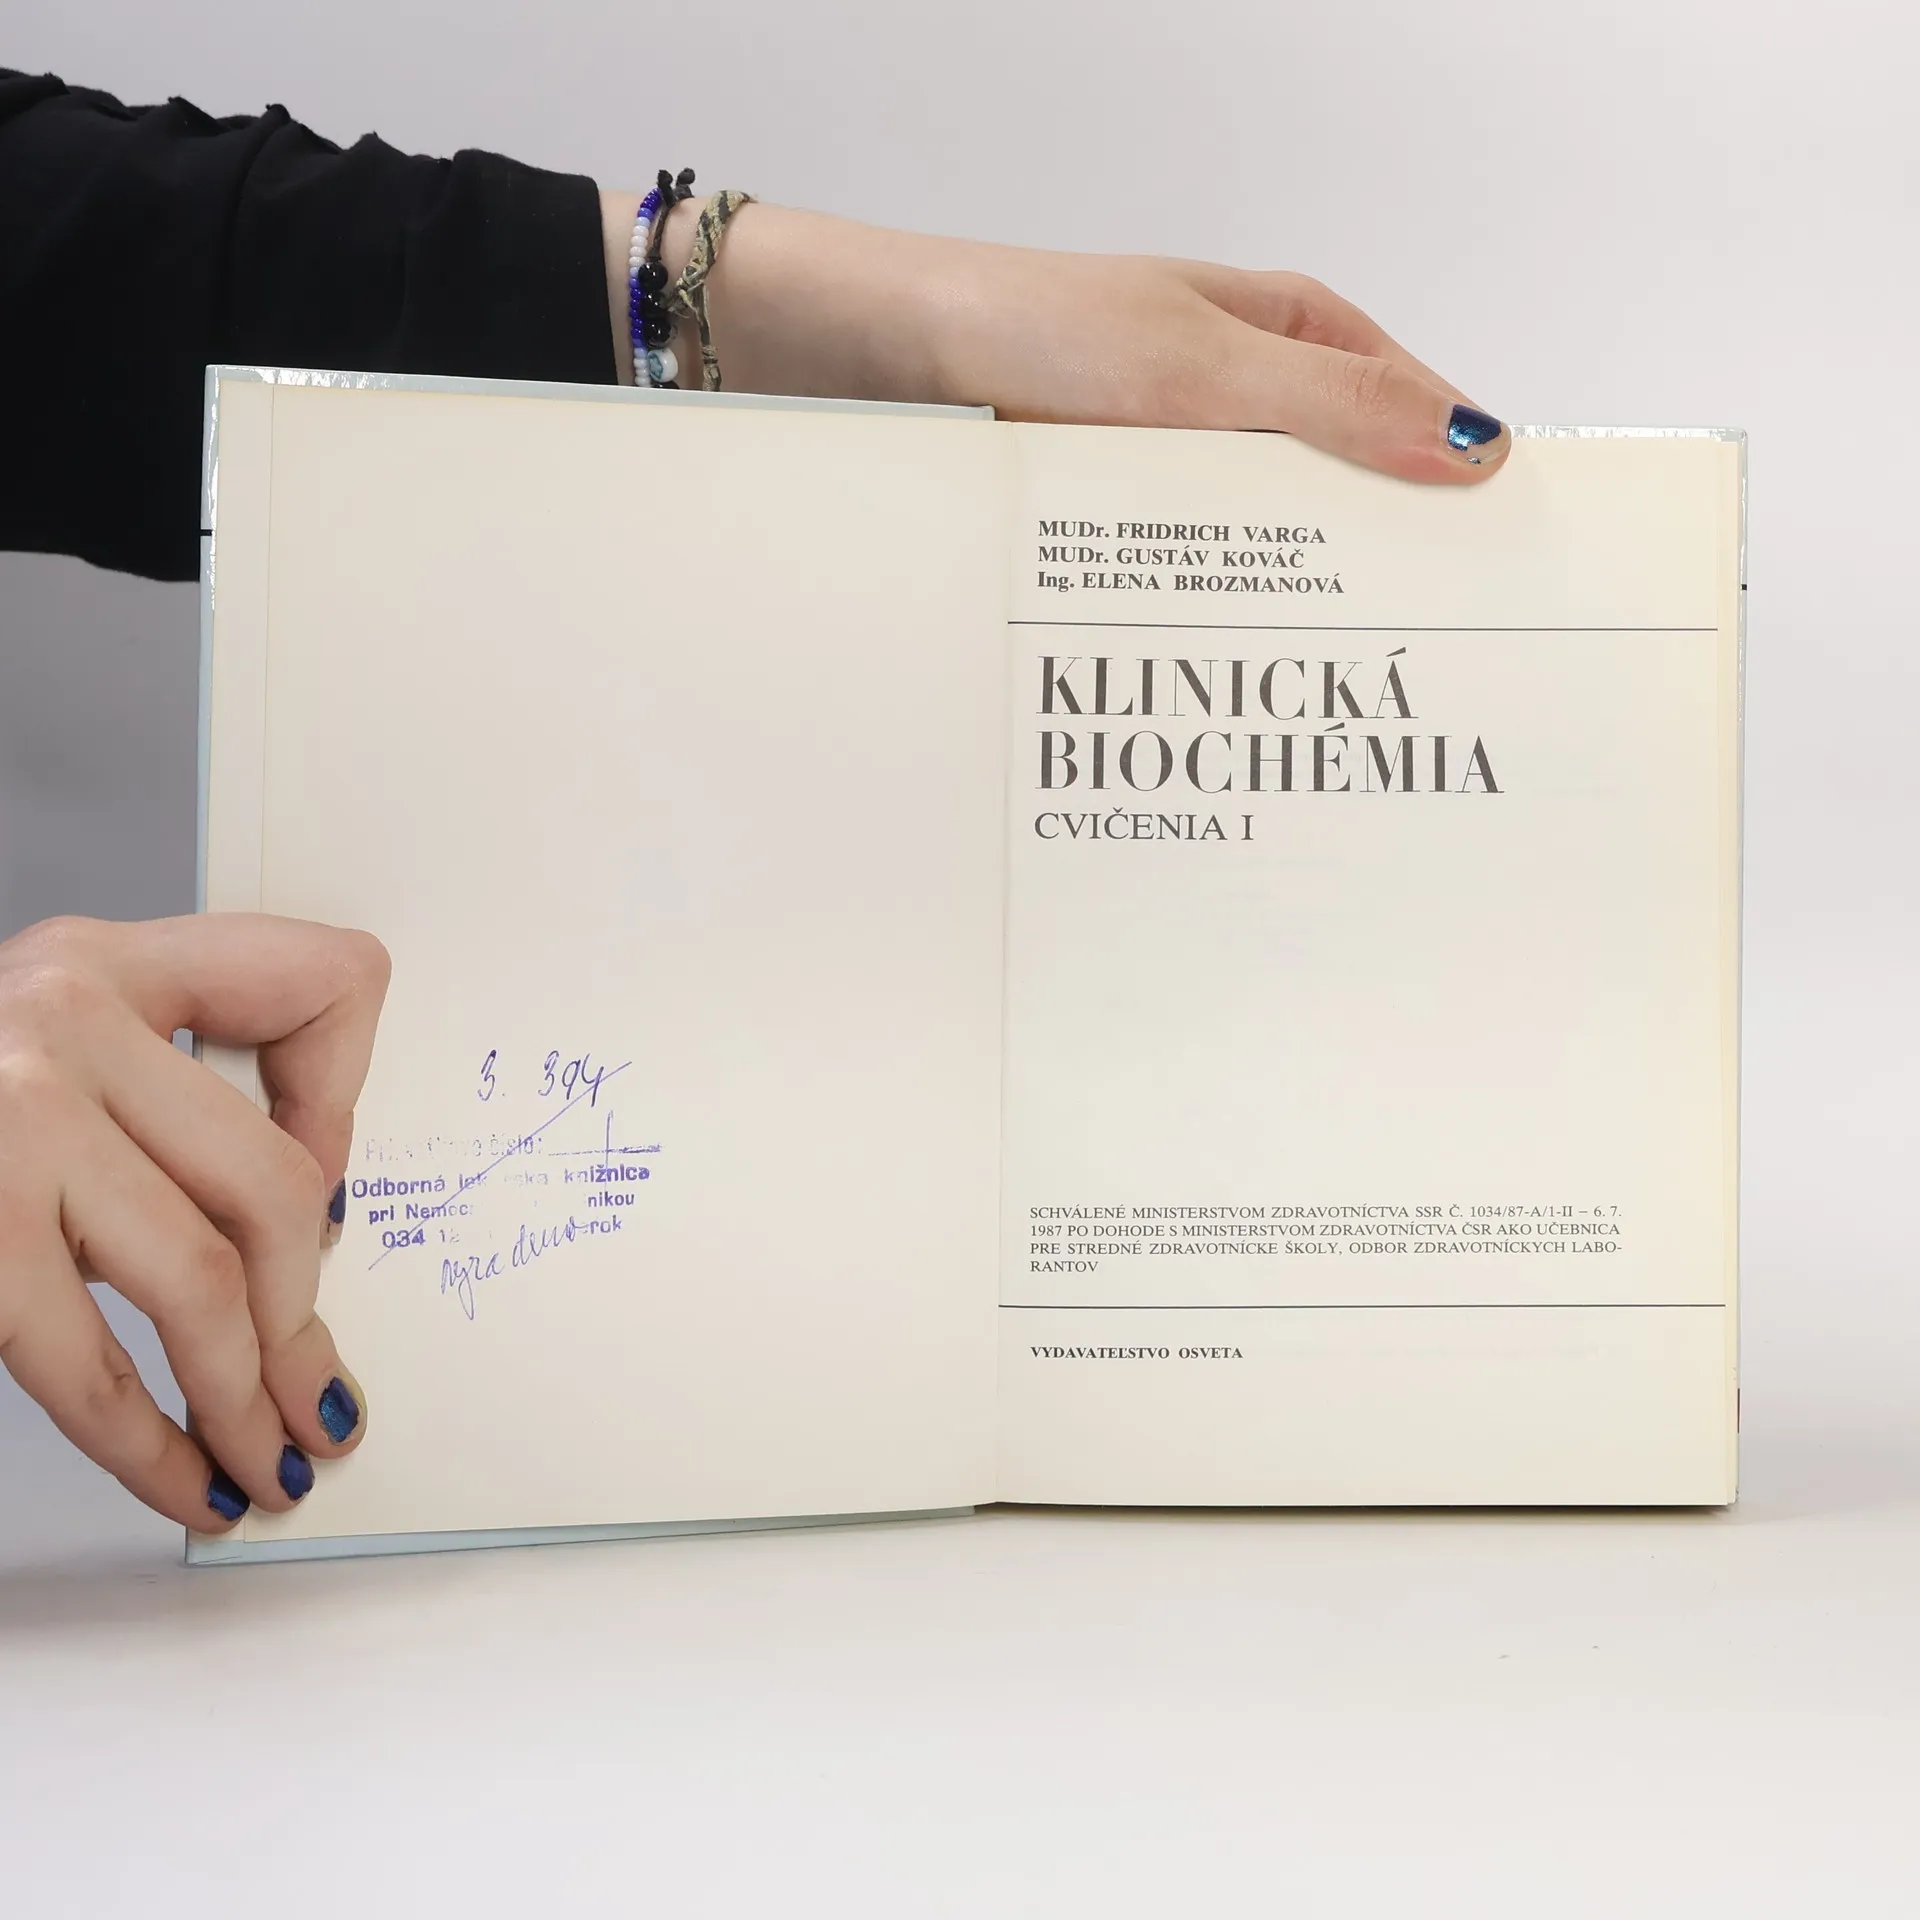 3. 394
číslo:
Odborná knižnica
pri Nemoc nikou
034 rok
MUDr. FRIDRICH VARGA
MUDr. GUSTÁV KOVÁČ
Ing. ELENA BROZMANOVÁ
KLINICKÁ
BIOCHÉMIA
CVIČENIA I
SCHVÁLENÉ MINISTERSTVOM ZDRAVOTNÍCTVA SSR Č. 1034/87-A/1-II – 6. 7.
1987 PO DOHODE S MINISTERSTVOM ZDRAVOTNÍCTVA ČSR AKO UČEBNICA
PRE STREDNÉ ZDRAVOTNÍCKE ŠKOLY, ODBOR ZDRAVOTNÍCKYCH LABO-
RANTOV
VYDAVATEĽSTVO OSVETA